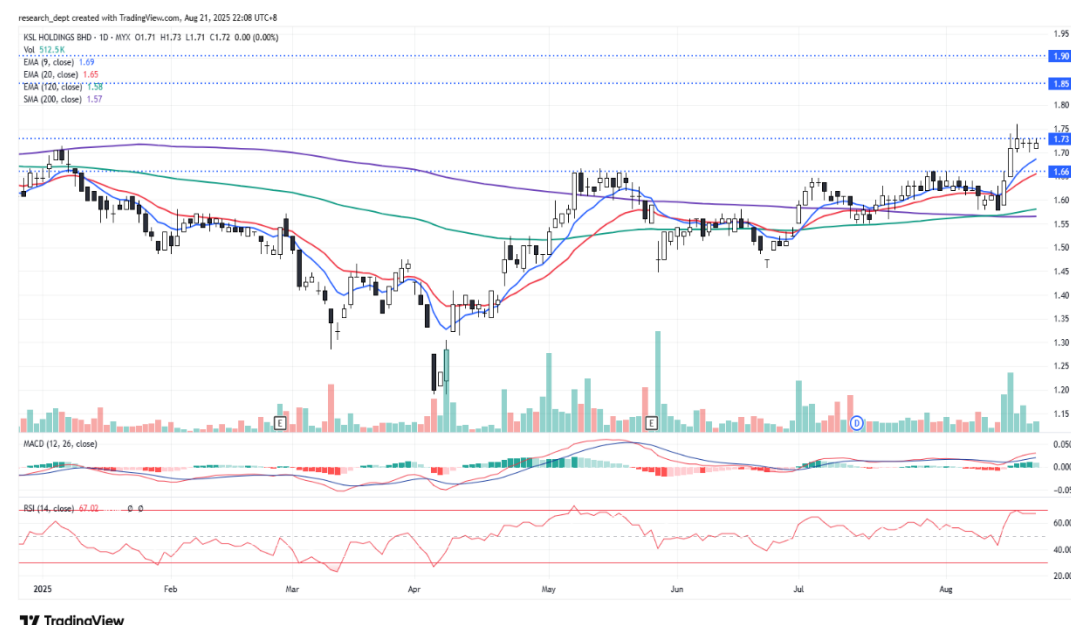 research_dept created with TradingView.com, Aug 21, 2025 22:08 UTC+8
KSL HOLDINGS BHD · 1D · MYX O1.71 H1.73 L1.71 C1.72 0.00 (0.00%)
Vol 512.5K
EMA (9, close) 1.69
EMA (20, close) 1.65
EMA (120, close) 1.58
SMA (200, close) 1.57
1.95
1.90
1.85
1.80
1.75
1.73
1.70
1.66
1.60
1.55
1.50
1.45
1.40
1.35
1.30
1.25
1.20
1.15
E
E
D
MACD (12, 26, close)
0.050
0.000
RSI (14, close) 67.02 Ø Ø
60.00
40.00
20.00
2025 Feb Mar Apr May Jun Jul Aug
TradingView